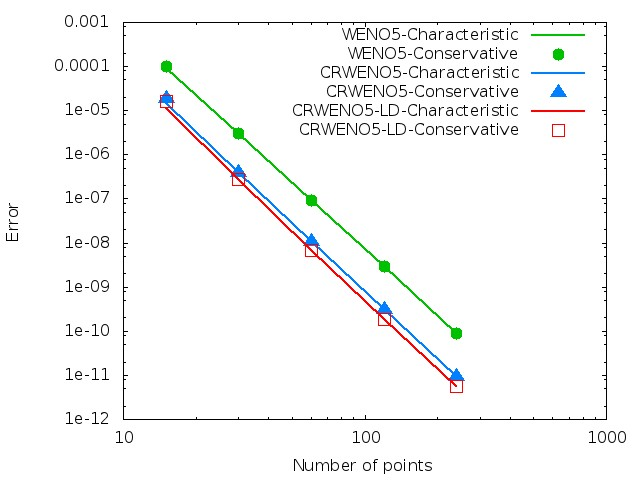 0.001
0.0001
1e-05
1e-06
1e-07
1e-08
1e-09
1e-10
1e-11
1e-12
Error
WENO5-Characteristic
WENO5-Conservative
CRWENO5-Characteristic
CRWENO5-Conservative
CRWENO5-LD-Characteristic
CRWENO5-LD-Conservative
10 100 1000
Number of points